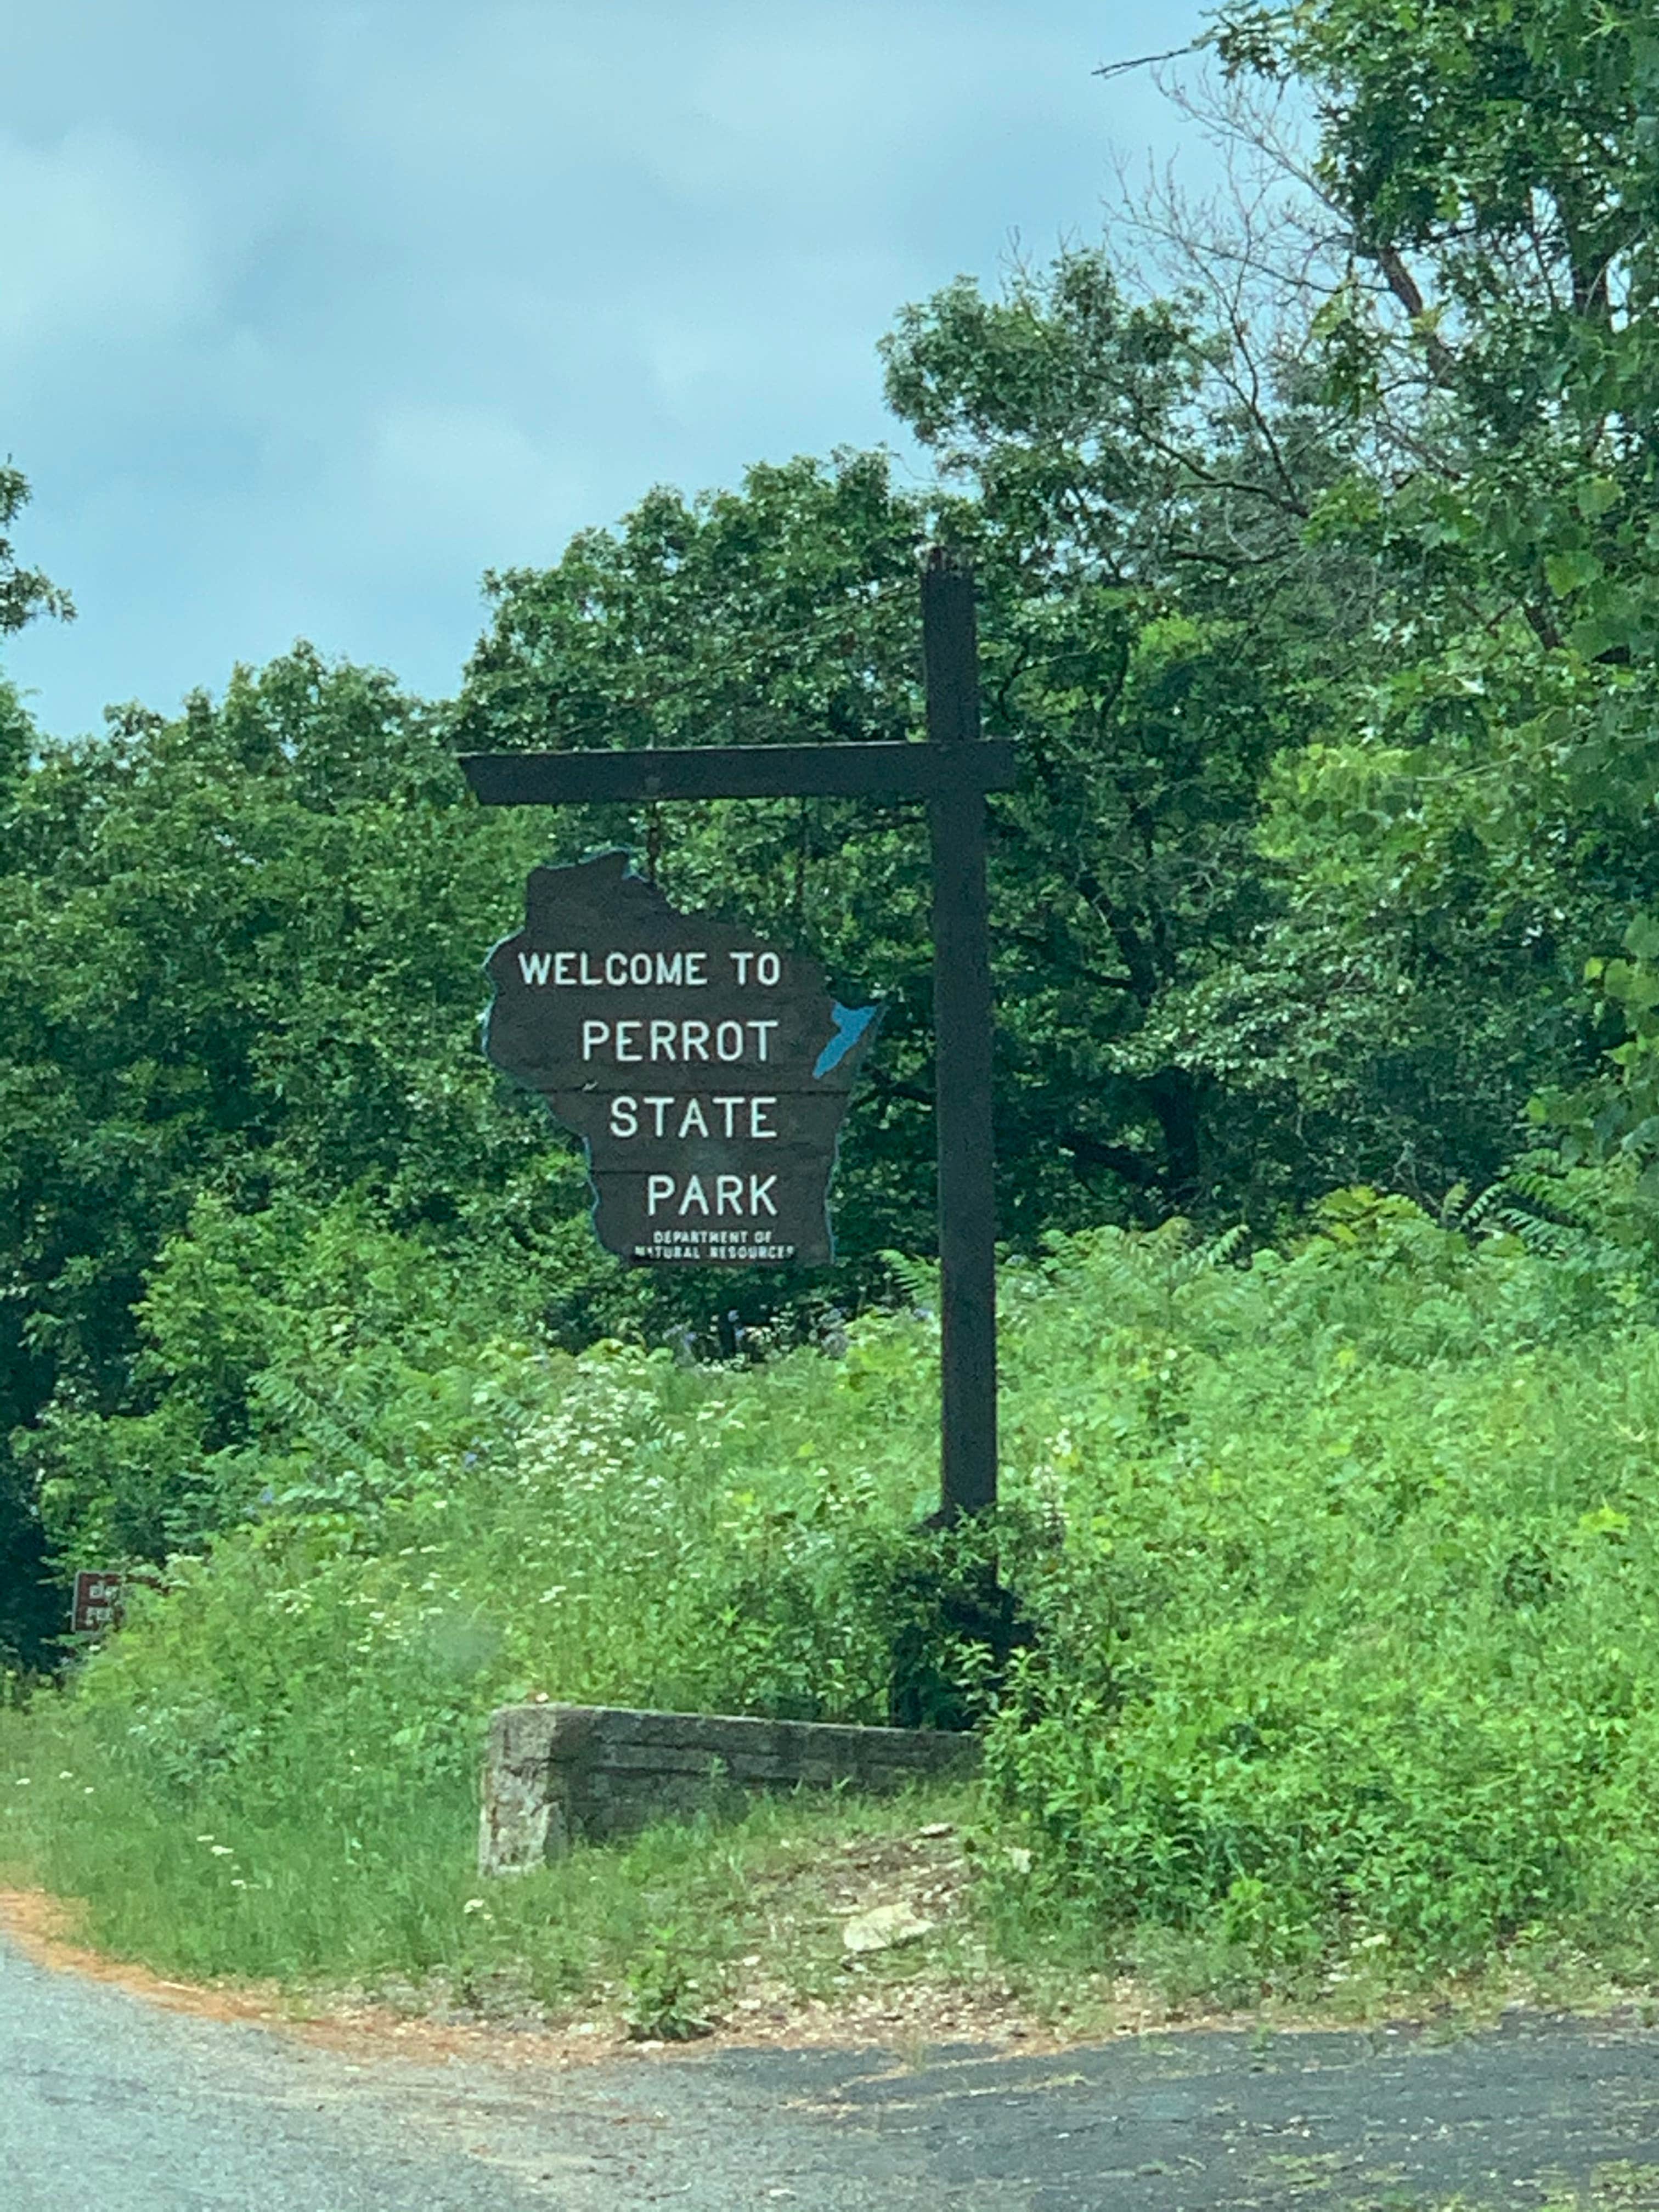 WELCOME TO
PERROT
STATE
PARK
DEPARTMENT OF
NATURAL RESOURCES